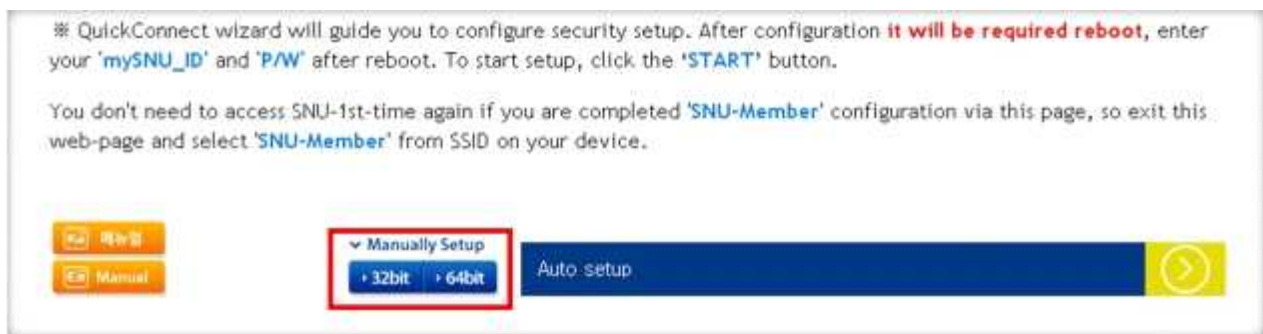 ※ QuickConnect wizard will guide you to configure security setup. After configuration it will be required reboot, enter
your 'mySNU_ID' and 'P/W' after reboot. To start setup, click the 'START' button.
You don't need to access SNU-1st-time again if you are completed 'SNU-Member' configuration via this page, so exit this
web-page and select 'SNU-Member' from SSID on your device.
매뉴얼
Manual
Manually Setup
32bit 64bit
Auto setup